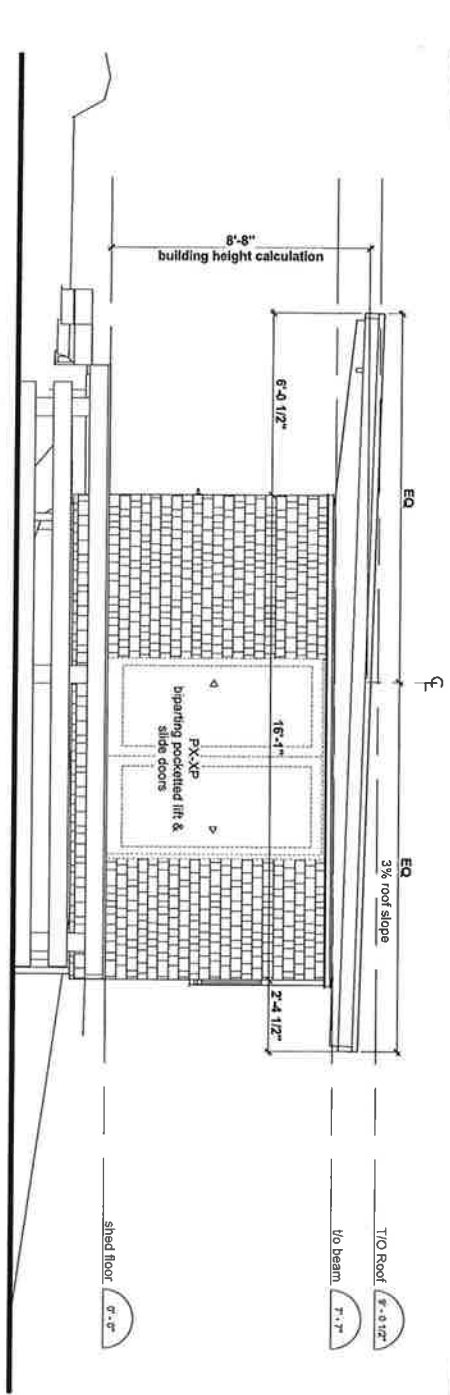 8'-8"
building height calculation
6'-0 1/2"
EQ
℄
16'-1"
EQ
3% roof slope
2'-4 1/2"
PX-XP
biparting pocketted lift &
slide doors
T/O Roof
9' - 0 1/2"
t/o beam
7' - 7"
shed floor
0' - 0"